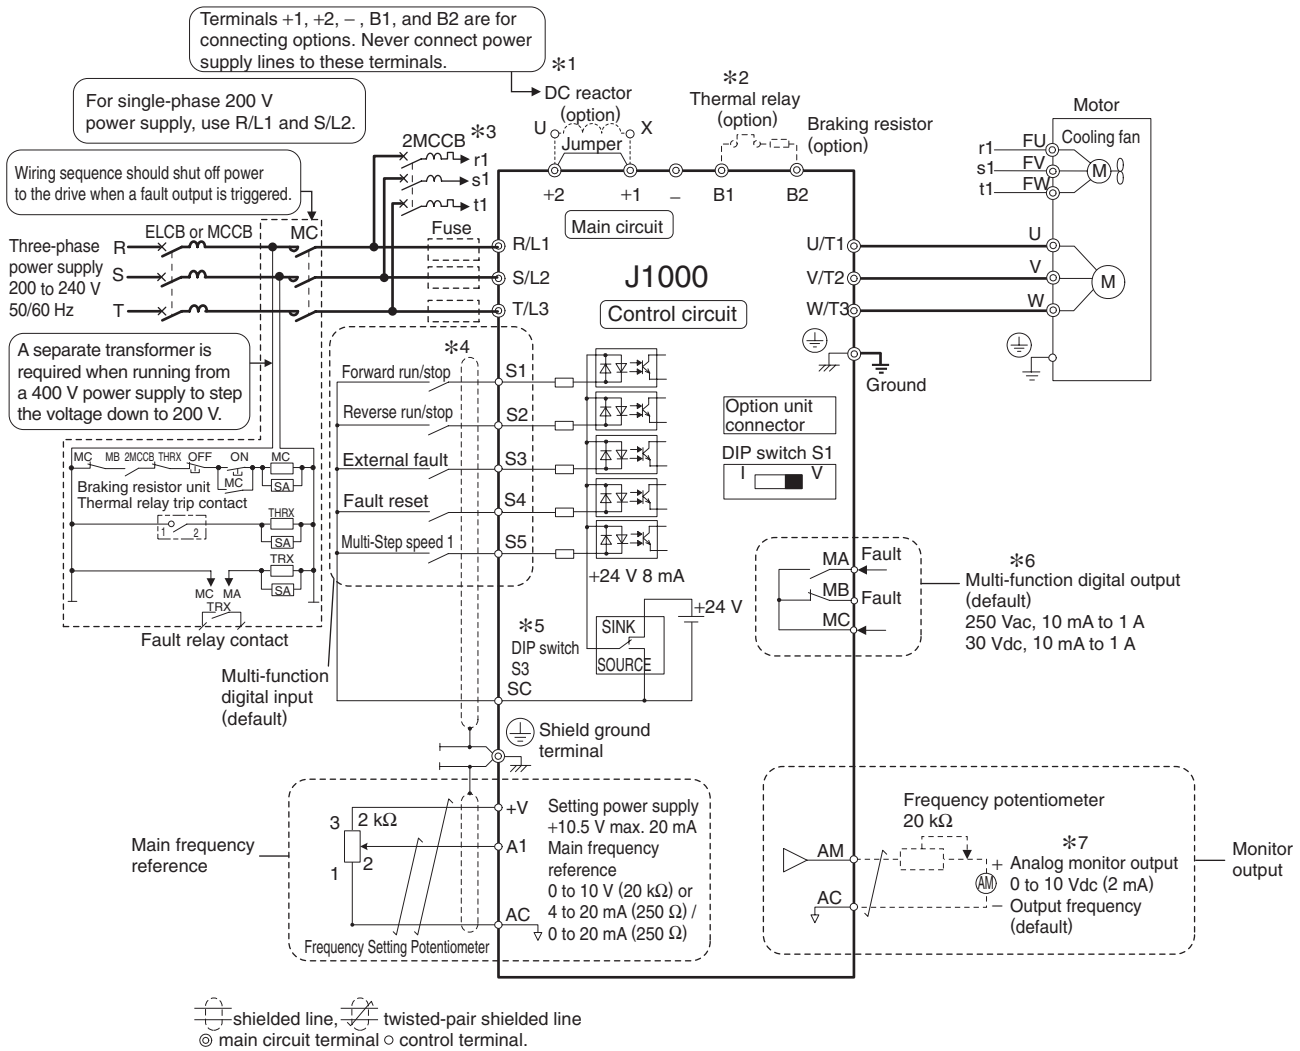 Terminals +1, +2, − , B1, and B2 are for
connecting options. Never connect power
supply lines to these terminals.
For single-phase 200 V
power supply, use R/L1 and S/L2.
Wiring sequence should shut off power
to the drive when a fault output is triggered.
*1
DC reactor
(option)
U
X
Jumper
*2
Thermal relay
(option)
Braking resistor
(option)
2MCCB
*3
r1
s1
t1
Motor
Cooling fan
r1
FU
s1
FV
t1
FW
M
+2
+1
−
B1
B2
Main circuit
Three-phase
power supply
200 to 240 V
50/60 Hz
R
S
T
ELCB or MCCB
MC
Fuse
R/L1
S/L2
T/L3
J1000
Control circuit
U/T1
V/T2
W/T3
U
V
W
M
Ground
A separate transformer is
required when running from
a 400 V power supply to step
the voltage down to 200 V.
*4
Forward run/stop
S1
Reverse run/stop
S2
External fault
S3
Fault reset
S4
Multi-Step speed 1
S5
Option unit
connector
DIP switch S1
I
V
MC
MB
2MCCB
THRX
OFF
ON
MC
MC
SA
Braking resistor unit
Thermal relay trip contact
1
2
THRX
SA
TRX
SA
MC
MA
TRX
Fault relay contact
+24 V 8 mA
+24 V
SINK
SOURCE
*5
DIP switch
S3
SC
MA
Fault
MB
Fault
MC
*6
Multi-function digital output
(default)
250 Vac, 10 mA to 1 A
30 Vdc, 10 mA to 1 A
Multi-function
digital input
(default)
Shield ground
terminal
Main frequency
reference
3
2 kΩ
2
1
+V
A1
AC
Frequency Setting Potentiometer
Setting power supply
+10.5 V max. 20 mA
Main frequency
reference
0 to 10 V (20 kΩ) or
4 to 20 mA (250 Ω) /
0 to 20 mA (250 Ω)
Frequency potentiometer
20 kΩ
AM
AC
AM
+
−
*7
Analog monitor output
0 to 10 Vdc (2 mA)
Output frequency
(default)
Monitor
output
shielded line, twisted-pair shielded line
main circuit terminal control terminal.